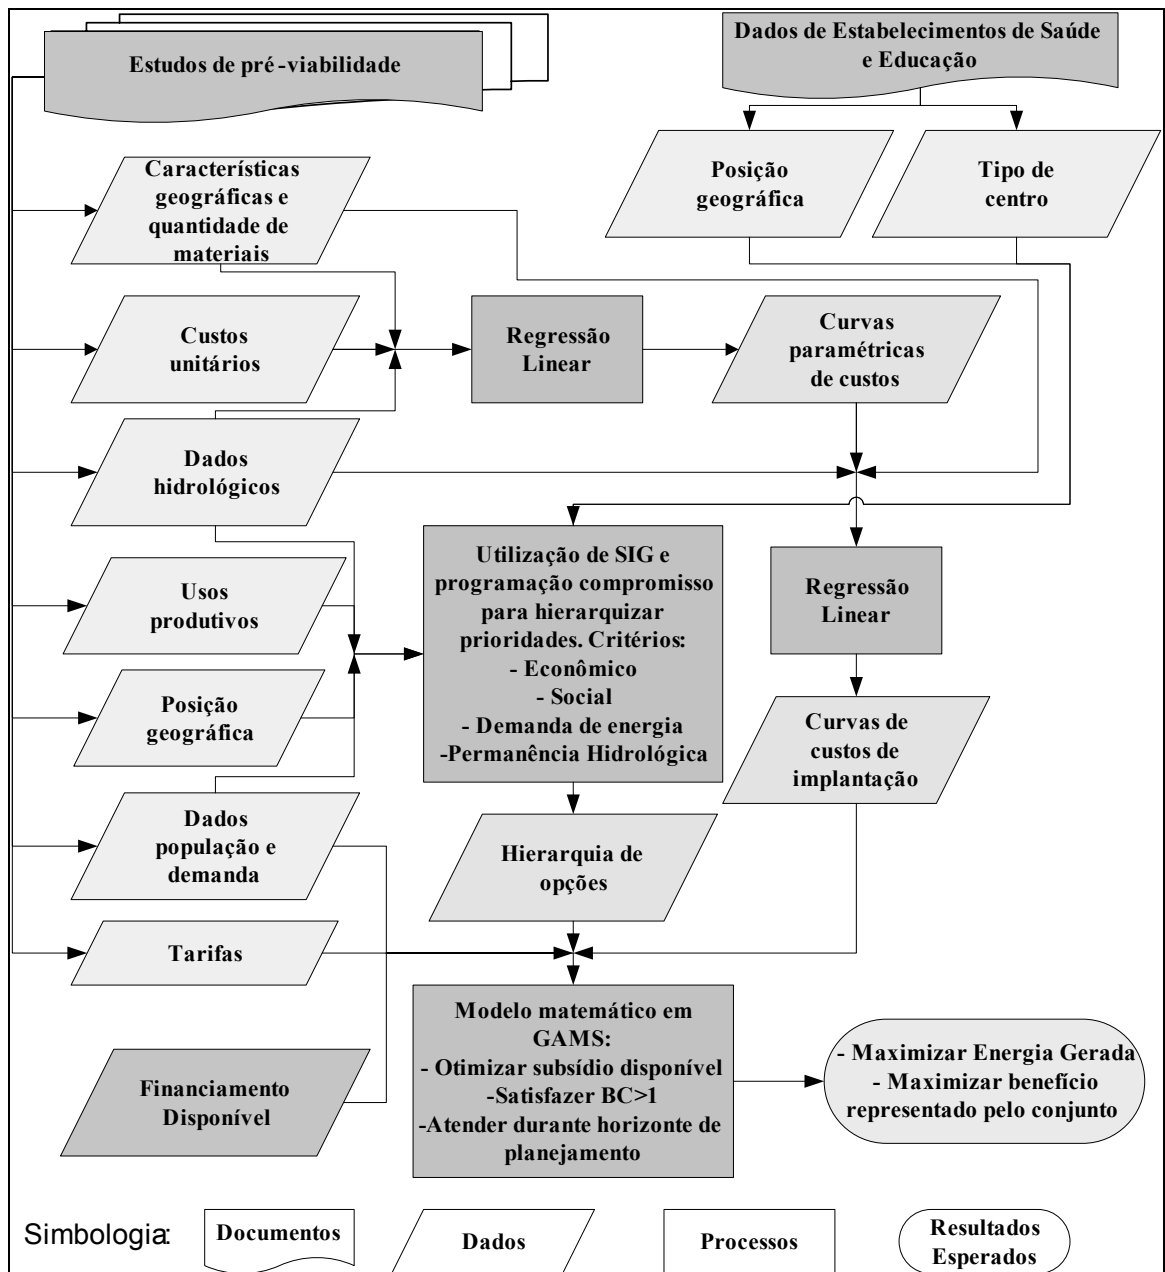 Estudos de pré-viabilidade
Dados de Estabelecimentos de Saúde
e Educação
Características
geográficas e
quantidade de
materiais
Posição
geográfica
Tipo de
centro
Custos
unitários
Regressão
Linear
Curvas
paramétricas
de custos
Dados
hidrológicos
Usos
produtivos
Utilização de SIG e
programação compromisso
para hierarquizar
prioridades. Critérios:
- Econômico
- Social
- Demanda de energia
-Permanência Hidrológica
Regressão
Linear
Posição
geográfica
Curvas de
custos de
implantação
Dados
população e
demanda
Hierarquia de
opções
Tarifas
Modelo matemático em
GAMS:
- Otimizar subsídio disponível
-Satisfazer BC>1
-Atender durante horizonte de
planejamento
- Maximizar Energia Gerada
- Maximizar benefício
representado pelo conjunto
Financiamento
Disponível
Simbologia:
Documentos
Dados
Processos
Resultados
Esperados